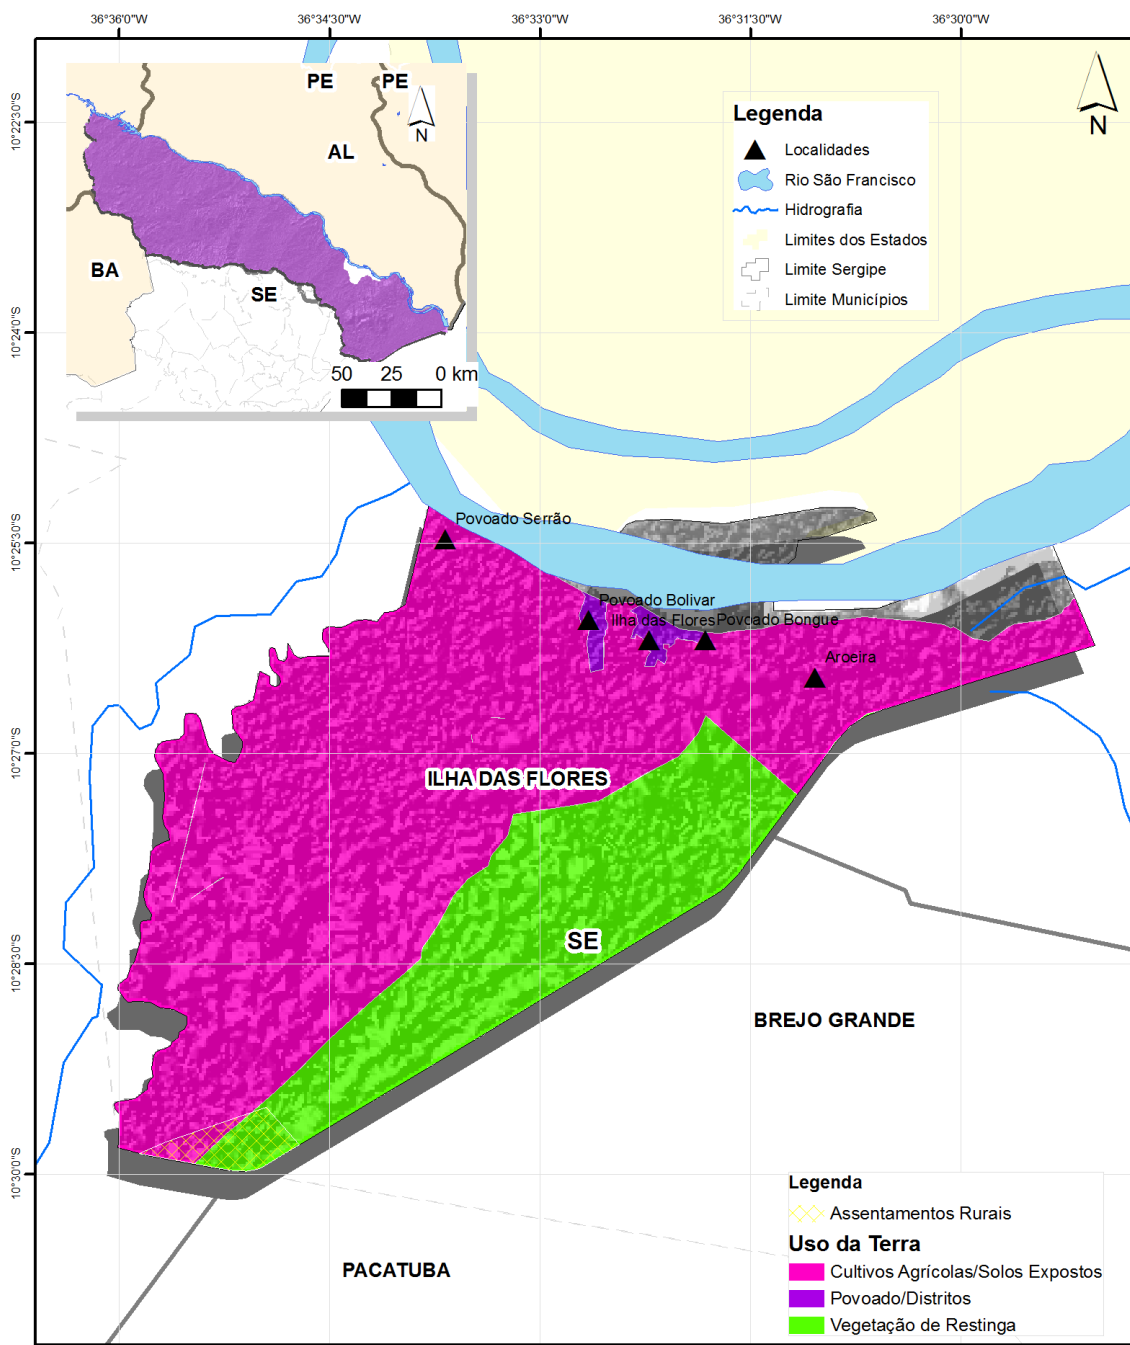 36°36'0"W
36°34'30"W
36°33'0"W
36°31'30"W
36°30'0"W
PE
PE
N
AL
BA
SE
50 25 0 km
Legenda
Localidades
Rio São Francisco
Hidrografia
Limites dos Estados
Limite Sergipe
Limite Municípios
N
10°22'30"S
10°24'0"S
10°25'30"S
10°27'0"S
10°28'30"S
10°30'0"S
Povoado Serrão
Povoado Bolivar
Ilha das Flores
Povoado Bongue
Aroeira
ILHA DAS FLORES
SE
BREJO GRANDE
PACATUBA
Legenda
Assentamentos Rurais
Uso da Terra
Cultivos Agrícolas/Solos Expostos
Povoado/Distritos
Vegetação de Restinga